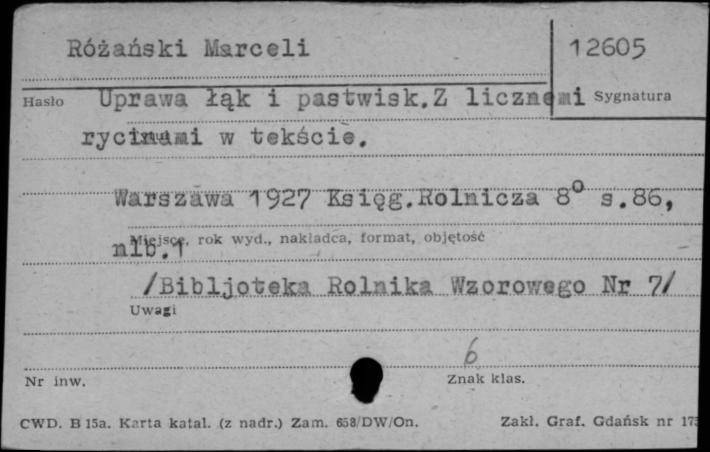 Różański Marceli 12605
Hasło Uprawa łąk i pastwisk.Z licznemi Sygnatura
rycinami w tekście.
Warszawa 1927 Księg.Rolnicza 8° s.86,
Miejsce, rok wyd., nakładca, format, objętość
nlb.1
/Bibljoteka Rolnika Wzorowego Nr 7/
Uwagi
6
Nr inw. Znak klas.
CWD. B 15a. Karta katal. (z nadr.) Zam. 658/DW/On. Zakł. Graf. Gdańsk nr 175